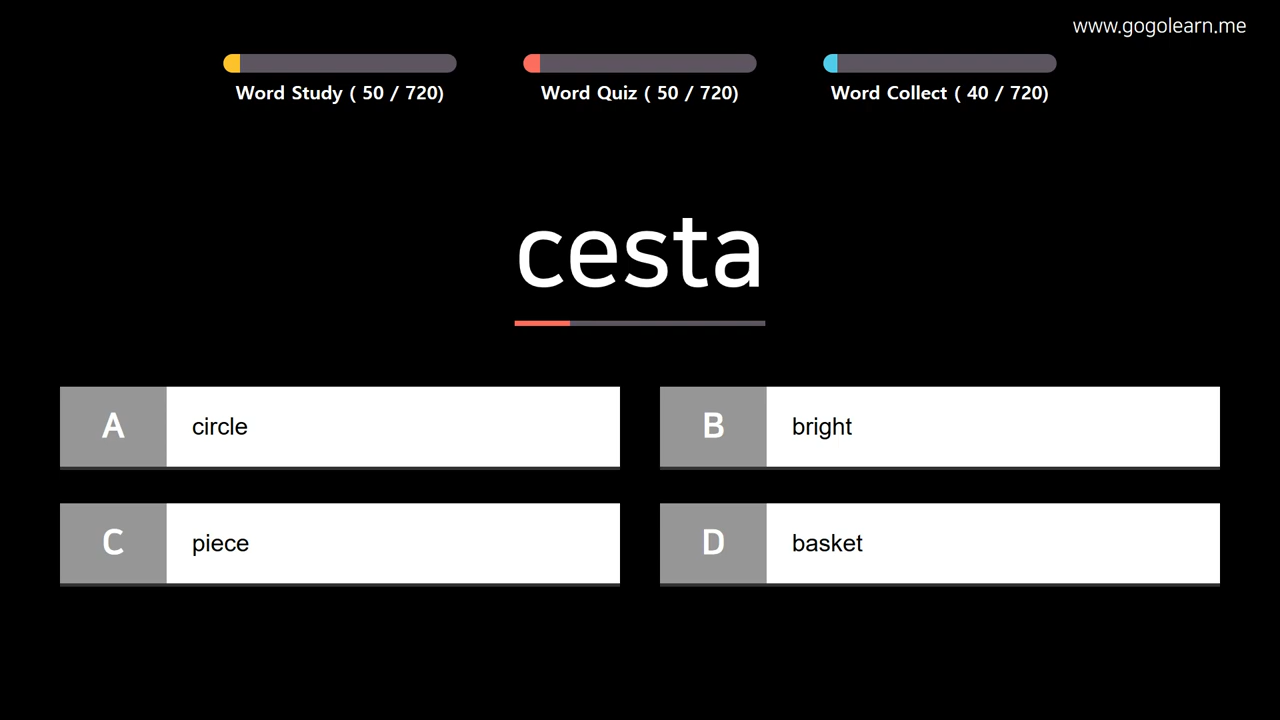 www.gogolearn.me
Word Study ( 50 / 720)
Word Quiz ( 50 / 720)
Word Collect ( 40 / 720)
cesta
A circle
B bright
C piece
D basket